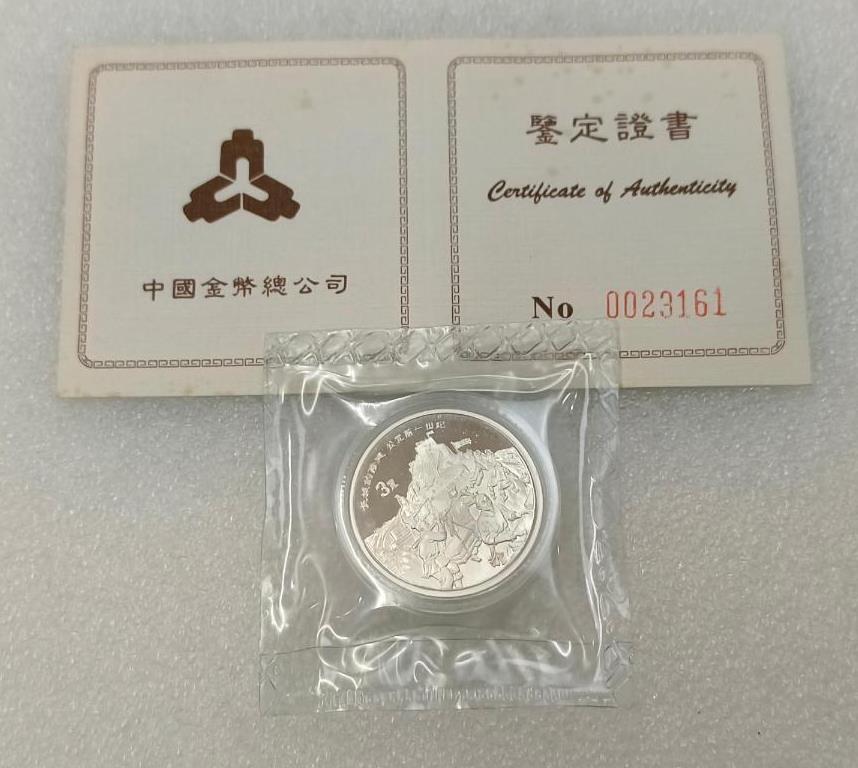 中國金幣總公司
鑒定證書
Certificate of Authenticity
No 0023161
3元